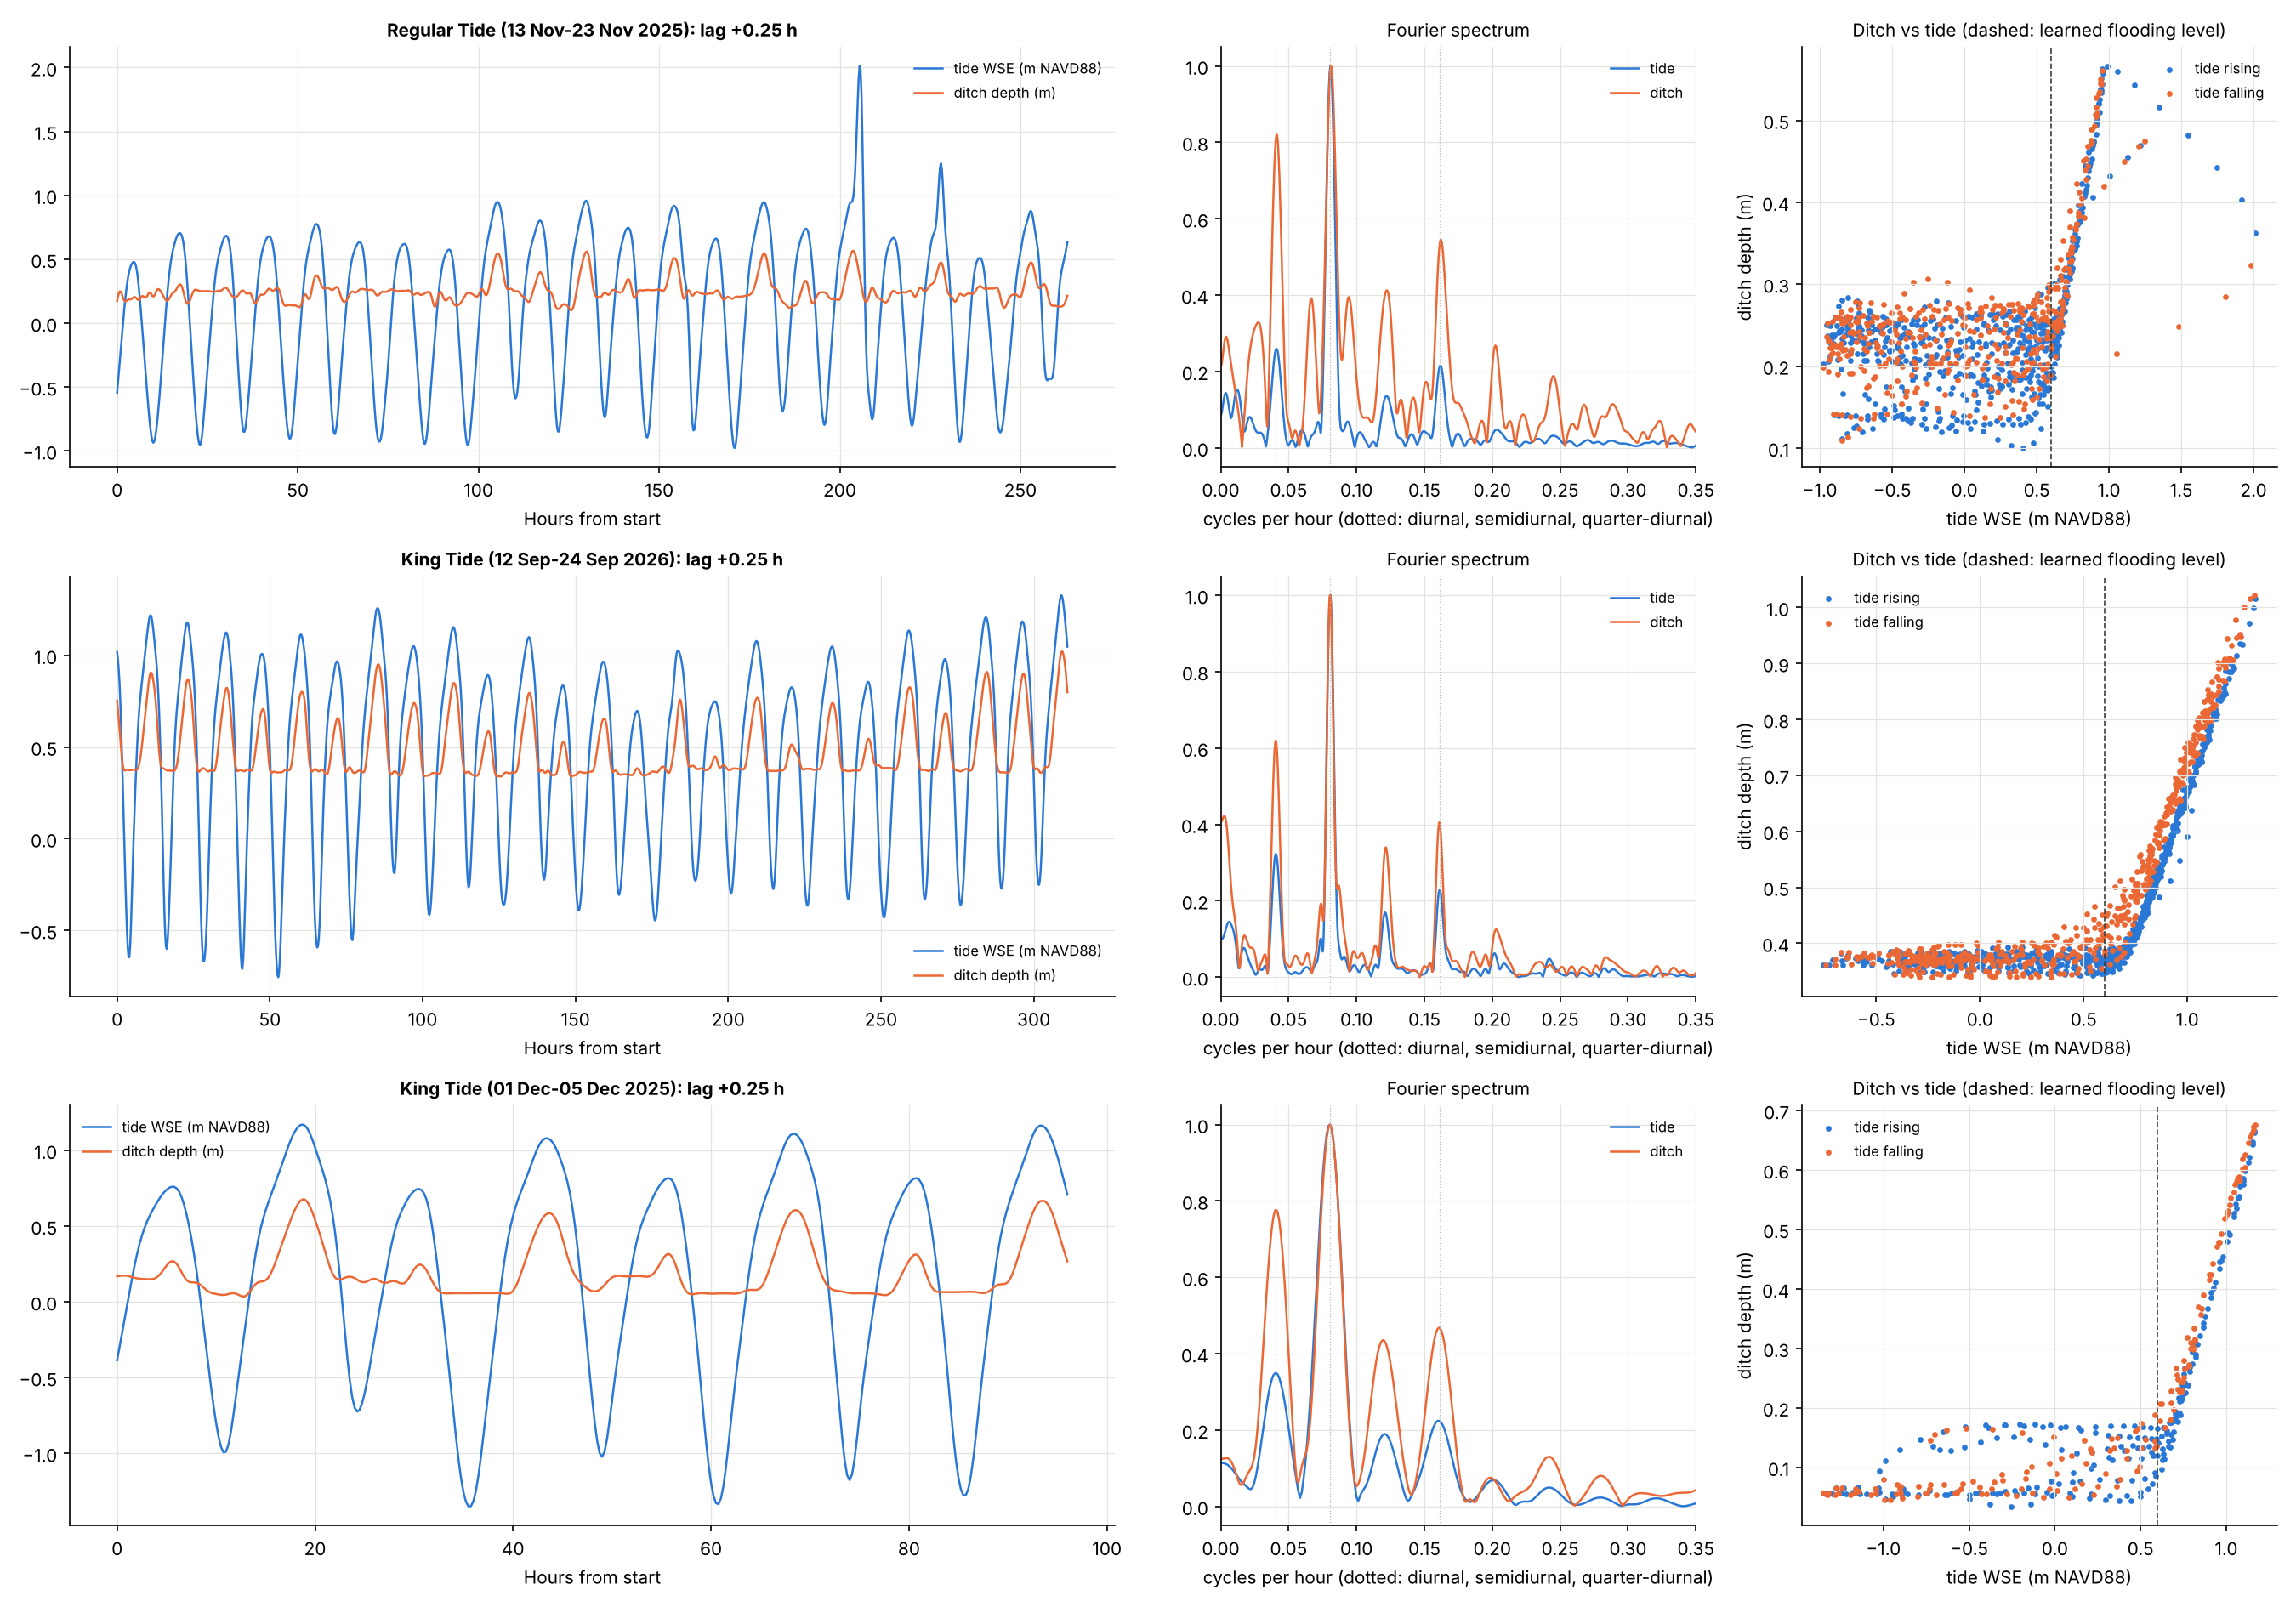 Regular Tide (13 Nov-23 Nov 2025): lag +0.25 h
tide WSE (m NAVD88)
ditch depth (m)
2.0
1.5
1.0
0.5
0.0
−0.5
−1.0
0 50 100 150 200 250
Hours from start
Fourier spectrum
tide
ditch
1.0
0.8
0.6
0.4
0.2
0.0
0.00 0.05 0.10 0.15 0.20 0.25 0.30 0.35
cycles per hour (dotted: diurnal, semidiurnal, quarter-diurnal)
Ditch vs tide (dashed: learned flooding level)
tide rising
tide falling
ditch depth (m)
0.5
0.4
0.3
0.2
0.1
−1.0 −0.5 0.0 0.5 1.0 1.5 2.0
tide WSE (m NAVD88)
King Tide (12 Sep-24 Sep 2026): lag +0.25 h
1.0
0.5
0.0
−0.5
tide WSE (m NAVD88)
ditch depth (m)
0 50 100 150 200 250 300
Hours from start
Fourier spectrum
tide
ditch
1.0
0.8
0.6
0.4
0.2
0.0
0.00 0.05 0.10 0.15 0.20 0.25 0.30 0.35
cycles per hour (dotted: diurnal, semidiurnal, quarter-diurnal)
Ditch vs tide (dashed: learned flooding level)
tide rising
tide falling
ditch depth (m)
1.0
0.9
0.8
0.7
0.6
0.5
0.4
−0.5 0.0 0.5 1.0
tide WSE (m NAVD88)
King Tide (01 Dec-05 Dec 2025): lag +0.25 h
tide WSE (m NAVD88)
ditch depth (m)
1.0
0.5
0.0
−0.5
−1.0
0 20 40 60 80 100
Hours from start
Fourier spectrum
tide
ditch
1.0
0.8
0.6
0.4
0.2
0.0
0.00 0.05 0.10 0.15 0.20 0.25 0.30 0.35
cycles per hour (dotted: diurnal, semidiurnal, quarter-diurnal)
Ditch vs tide (dashed: learned flooding level)
tide rising
tide falling
ditch depth (m)
0.7
0.6
0.5
0.4
0.3
0.2
0.1
−1.0 −0.5 0.0 0.5 1.0
tide WSE (m NAVD88)